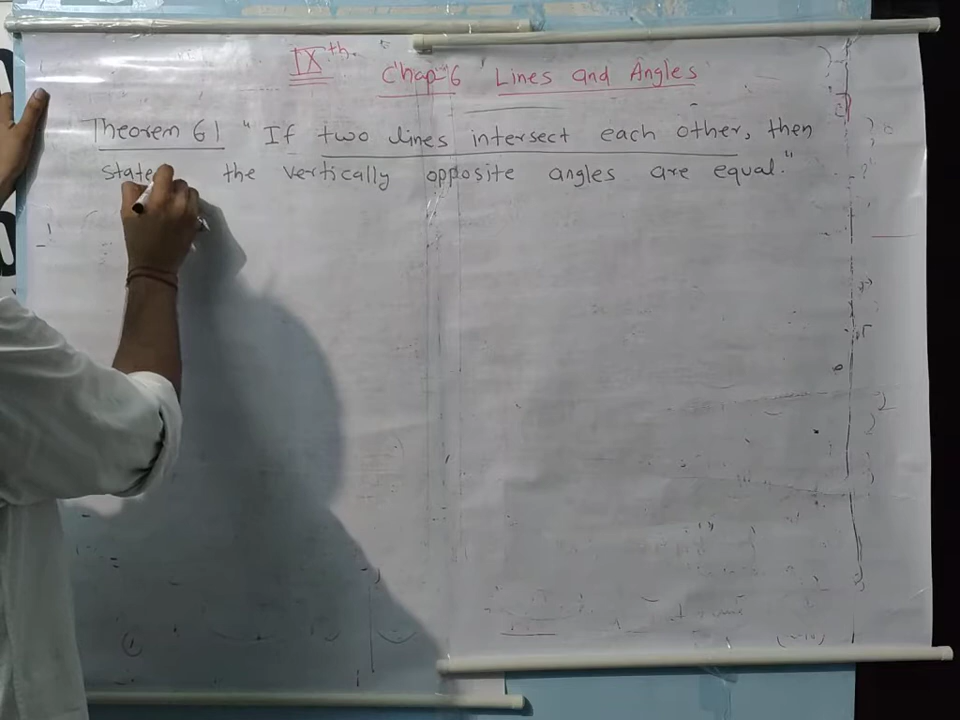 IXth
Chap-6 "Lines and Angles
Theorem 6.1 "If two lines intersect each other, then
state the vertically opposite angles are equal."